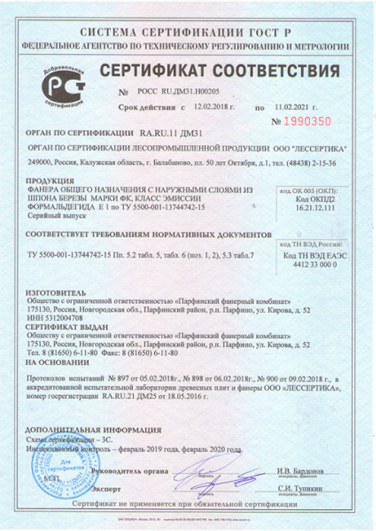 СИСТЕМА СЕРТИФИКАЦИИ ГОСТ Р
ФЕДЕРАЛЬНОЕ АГЕНТСТВО ПО ТЕХНИЧЕСКОМУ РЕГУЛИРОВАНИЮ И МЕТРОЛОГИИ
Добровольная сертификация
СЕРТИФИКАТ СООТВЕТСТВИЯ
№ РОСС RU.ДМ31.Н00205
Срок действия с 12.02.2018 г. по 11.02.2021 г.
№ 1990350
ОРГАН ПО СЕРТИФИКАЦИИ RA.RU.11 ДМ31
ОРГАН ПО СЕРТИФИКАЦИИ ЛЕСОПРОМЫШЛЕННОЙ ПРОДУКЦИИ ООО "ЛЕССЕРТИКА"
249000, Россия, Калужская область, г. Балабаново, пл. 50 лет Октября, д.1, тел. (48438) 2-15-36
ПРОДУКЦИЯ
ФАНЕРА ОБЩЕГО НАЗНАЧЕНИЯ С НАРУЖНЫМИ СЛОЯМИ ИЗ
ШПОНА БЕРЕЗЫ МАРКИ ФК, КЛАСС ЭМИССИИ
ФОРМАЛЬДЕГИДА Е 1 по ТУ 5500-001-13744742-15
Серийный выпуск
код ОК 005 (ОКП):
Код ОКПД2
16.21.12.111
СООТВЕТСТВУЕТ ТРЕБОВАНИЯМ НОРМАТИВНЫХ ДОКУМЕНТОВ
ТУ 5500-001-13744742-15 Пп. 5.2 табл. 5, табл. 6 (поз. 1, 2), 5.3 табл.7
код ТН ВЭД России:
Код ТН ВЭД ЕАЭС
4412 33 000 0
ИЗГОТОВИТЕЛЬ
Общество с ограниченной ответственностью «Парфинский фанерный комбинат»
175130, Россия, Новгородская обл., Парфинский район, р.п. Парфино, ул. Кирова, д. 52
ИНН 5312004708
СЕРТИФИКАТ ВЫДАН
Обществу с ограниченной ответственностью «Парфинский фанерный комбинат»
175130, Россия, Новгородская обл., Парфинский район, р.п. Парфино, ул. Кирова, д. 52
Тел. 8 (81650) 6-11-80 Факс: 8 (81650) 6-11-80
НА ОСНОВАНИИ
Протоколов испытаний № 897 от 05.02.2018г., № 898 от 06.02.2018г., № 900 от 09.02.2018г., в
аккредитованной испытательной лаборатории древесных плит и фанеры ООО «ЛЕССЕРТИКА»,
номер госрегистрации RA.RU.21 ДМ25 от 18.05.2016 г.
ДОПОЛНИТЕЛЬНАЯ ИНФОРМАЦИЯ
Схема сертификации – 3С.
Инспекционный контроль – февраль 2019 года, февраль 2020 года.
Для сертификатов
М.П.
Руководитель органа
И.В. Бардонов
Эксперт
С.И. Тупикин
Сертификат не применяется при обязательной сертификации